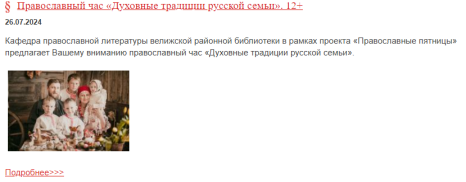 § Православный час «Духовные традиции русской семьи». 12+
26.07.2024
Кафедра православной литературы велижской районной библиотеки в рамках проекта «Православные пятницы»
предлагает Вашему вниманию православный час «Духовные традиции русской семьи».
Подробнее>>>